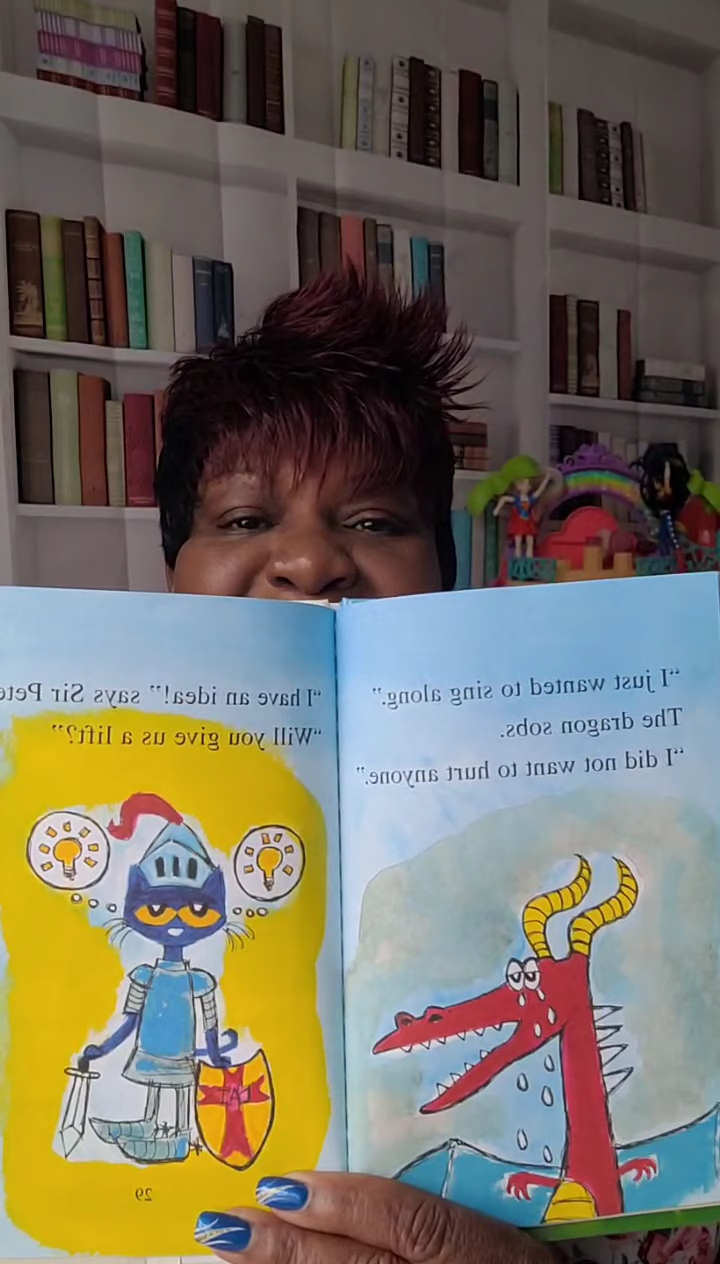 "I just wanted to sing along."
The dragon sobs.
"I did not want to hurt anyone."
"I have an idea!" says Sir Pete
"Will you give us a lift?"
29